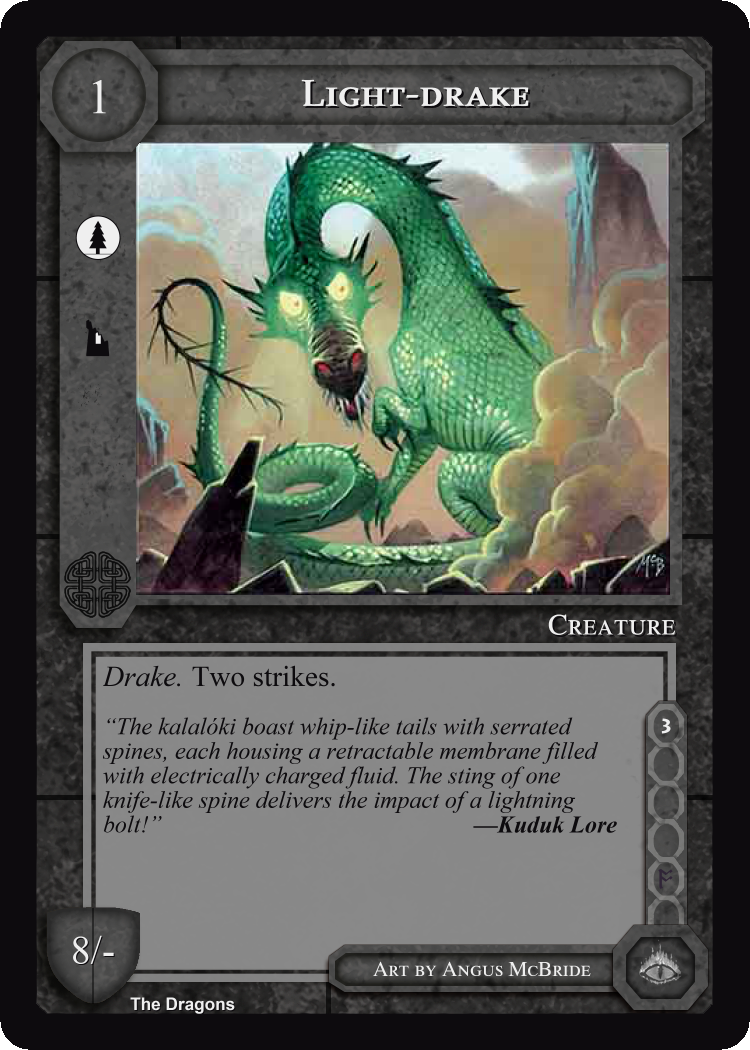 1
LIGHT-DRAKE
McB
CREATURE
Drake. Two strikes.
“The kalalóki boast whip-like tails with serrated
spines, each housing a retractable membrane filled
with electrically charged fluid. The sting of one
knife-like spine delivers the impact of a lightning
bolt!” —Kuduk Lore
3
8/-
ART BY ANGUS MCBRIDE
The Dragons